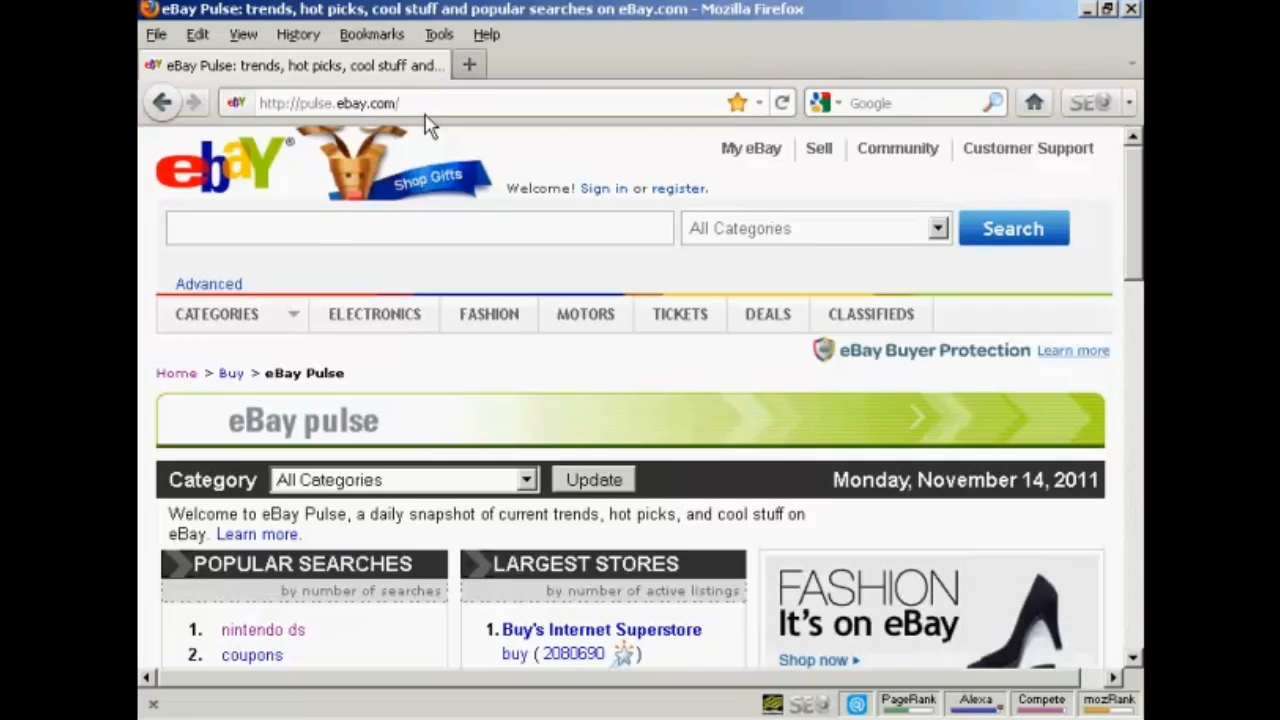 eBay Pulse: trends, hot picks, cool stuff and popular searches on eBay.com - Mozilla Firefox
File Edit View History Bookmarks Tools Help
ebY eBay Pulse: trends, hot picks, cool stuff and... +
ebY http://pulse.ebay.com/ Google SEO
ebaY® Shop Gifts My eBay Sell Community Customer Support
Welcome! Sign in or register.
All Categories Search
Advanced
CATEGORIES ELECTRONICS FASHION MOTORS TICKETS DEALS CLASSIFIEDS
eBay Buyer Protection Learn more
Home > Buy > eBay Pulse
eBay pulse
Category All Categories Update Monday, November 14, 2011
Welcome to eBay Pulse, a daily snapshot of current trends, hot picks, and cool stuff on
eBay. Learn more.
POPULAR SEARCHES
by number of searches
1. nintendo ds
2. coupons
LARGEST STORES
by number of active listings
1. Buy's Internet Superstore
buy ( 2080690 )
FASHION
It's on eBay
Shop now
SEO @ PageRank Alexa Compete mozRank